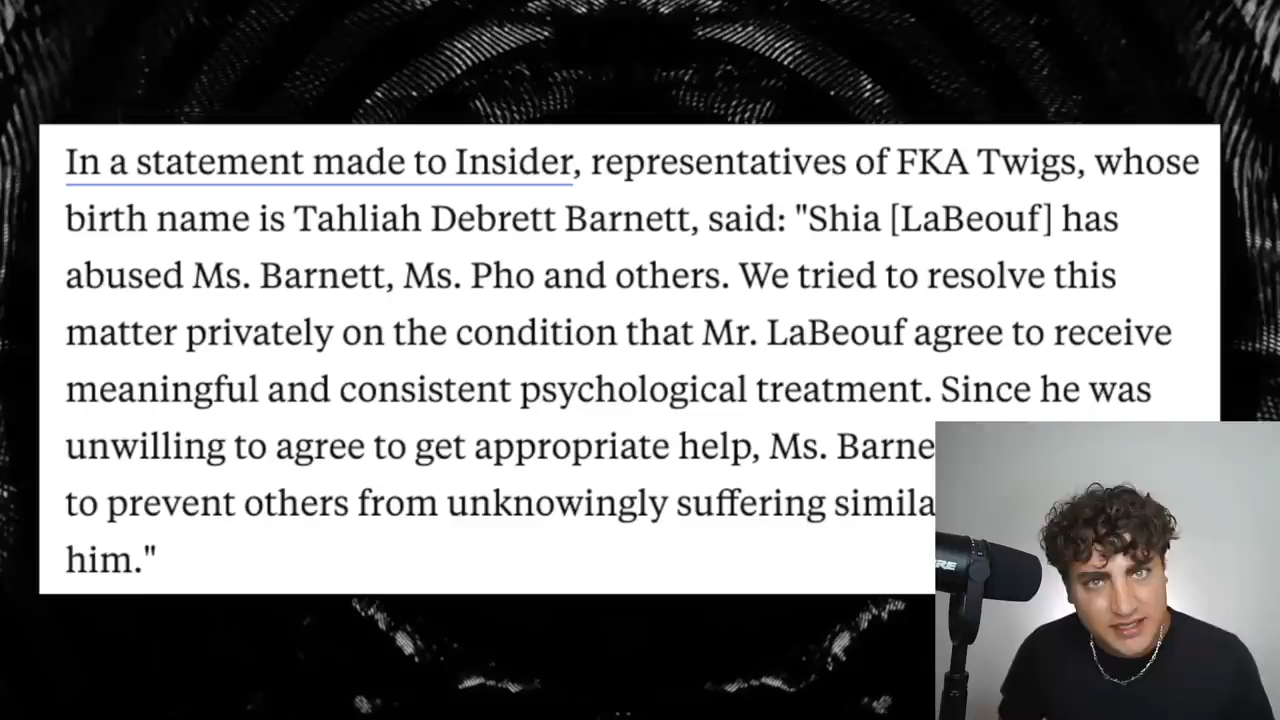 In a statement made to Insider, representatives of FKA Twigs, whose
birth name is Tahliah Debrett Barnett, said: "Shia [LaBeouf] has
abused Ms. Barnett, Ms. Pho and others. We tried to resolve this
matter privately on the condition that Mr. LaBeouf agree to receive
meaningful and consistent psychological treatment. Since he was
unwilling to agree to get appropriate help, Ms. Barne
to prevent others from unknowingly suffering simila
him."